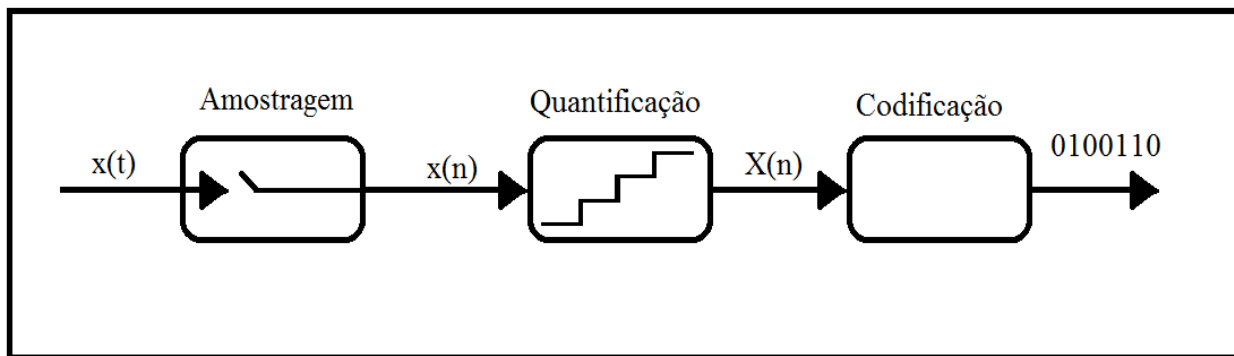 Amostragem
Quantificação
Codificação
x(t)
x(n)
X(n)
0100110